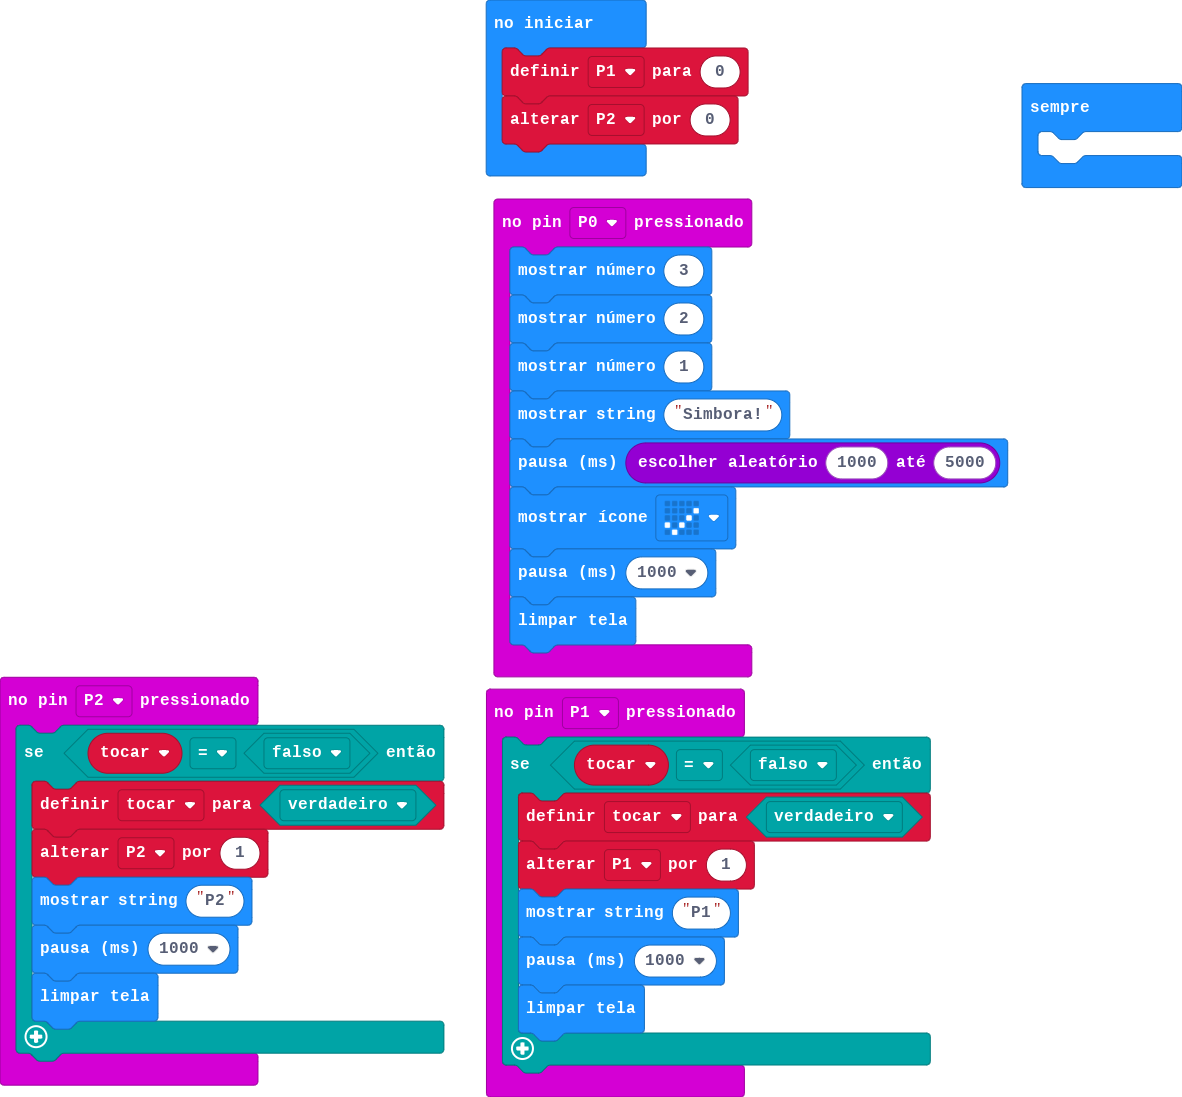 no iniciar
definir P1 para 0
alterar P2 por 0
sempre
no pin P0 pressionado
mostrar número 3
mostrar número 2
mostrar número 1
mostrar string "Simbora!"
pausa (ms) escolher aleatório 1000 até 5000
mostrar ícone
pausa (ms) 1000
limpar tela
no pin P2 pressionado
se tocar = falso então
definir tocar para verdadeiro
alterar P2 por 1
mostrar string "P2"
pausa (ms) 1000
limpar tela
no pin P1 pressionado
se tocar = falso então
definir tocar para verdadeiro
alterar P1 por 1
mostrar string "P1"
pausa (ms) 1000
limpar tela